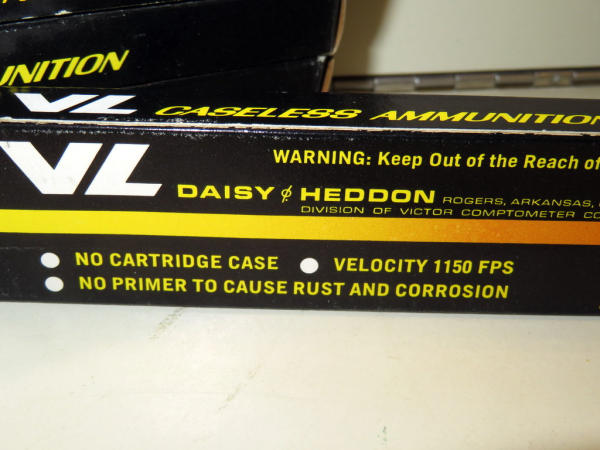 UNITION
VL CASELESS AMMUNITION
WARNING: Keep Out of the Reach of
VL DAISY & HEDDON ROGERS, ARKANSAS,
DIVISION OF VICTOR COMPTOMETER CO
NO CARTRIDGE CASE VELOCITY 1150 FPS
NO PRIMER TO CAUSE RUST AND CORROSION